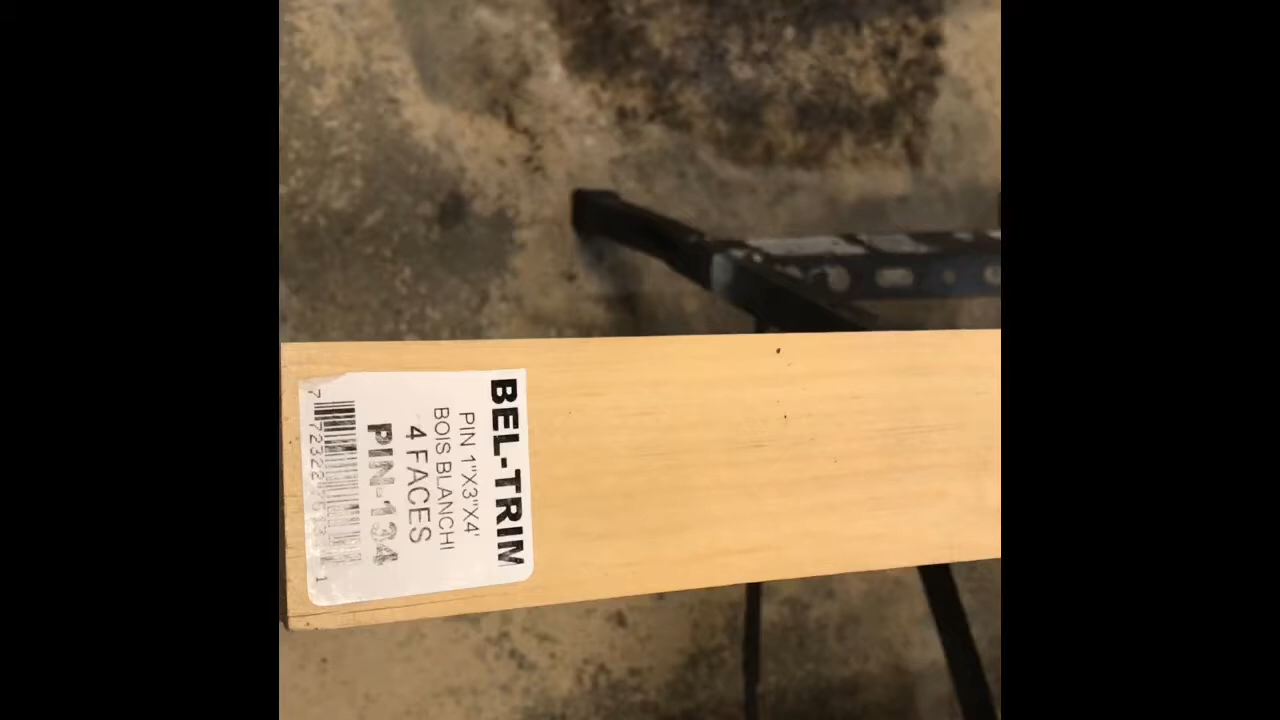 BEL-TRIM
PIN 1"X3"X4'
BOIS BLANCHI
4 FACES
PIN-134